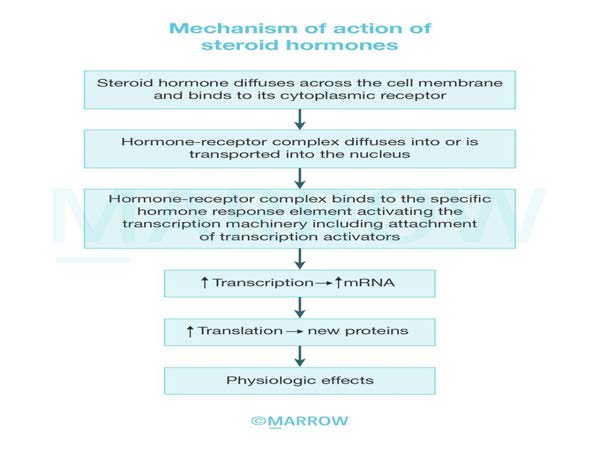 Mechanism of action of
steroid hormones
Steroid hormone diffuses across the cell membrane
and binds to its cytoplasmic receptor
Hormone-receptor complex diffuses into or is
transported into the nucleus
Hormone-receptor complex binds to the specific
hormone response element activating the
transcription machinery including attachment
of transcription activators
↑Transcription→↑mRNA
↑Translation→ new proteins
Physiologic effects
©MARROW
MARROW